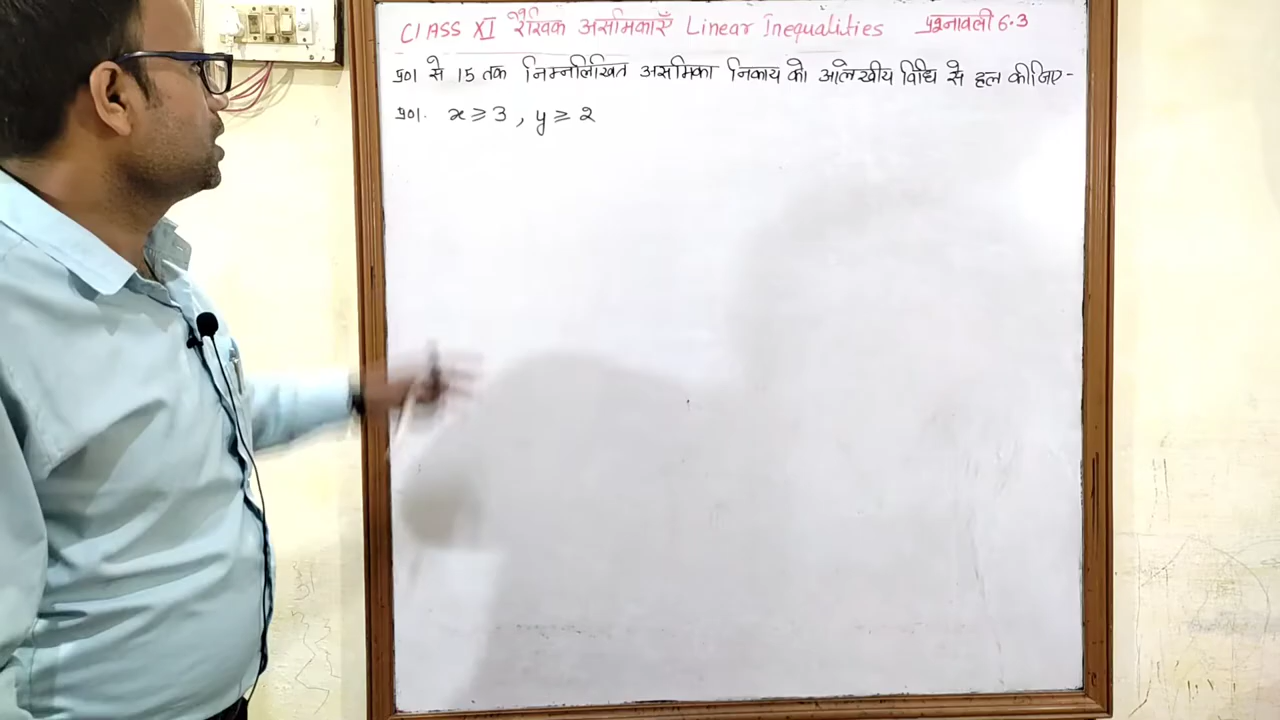 CLASS XI रैखिक असमिकाएँ Linear Inequalities प्रश्नावली 6.3
प्र01 से 15 तक निम्नलिखित असमिका निकाय को आलेखीय विधि से हल कीजिए-
प्र01. x ≥ 3, y ≥ 2